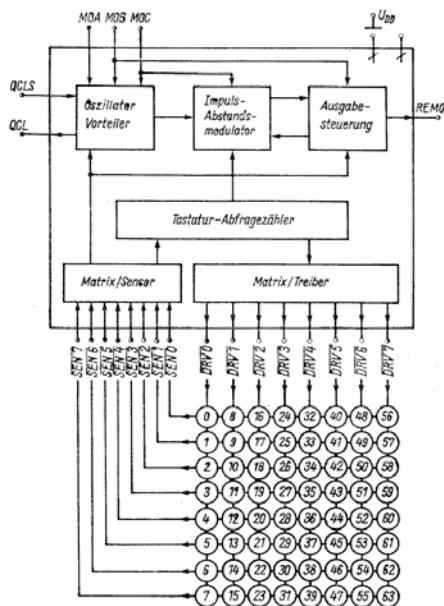 MOA MOB MOC
U_DD
QCLS
QCL
Oszillator
Vorteiler
Impuls-
Abstands-
modulator
Ausgabe-
steuerung
REMO
Tastatur-Abfragezähler
Matrix/Sensor
Matrix/Treiber
SEN7 SEN6 SEN5 SEN4 SEN3 SEN2 SEN1 SEN0
DRV0 DRV1 DRV2 DRV3 DRV4 DRV5 DRV6 DRV7
0 8 16 24 32 40 48 56
1 9 17 25 33 41 49 57
2 10 18 26 34 42 50 58
3 11 19 27 35 43 51 59
4 12 20 28 36 44 52 60
5 13 21 29 37 45 53 61
6 14 22 30 38 46 54 62
7 15 23 31 39 47 55 63